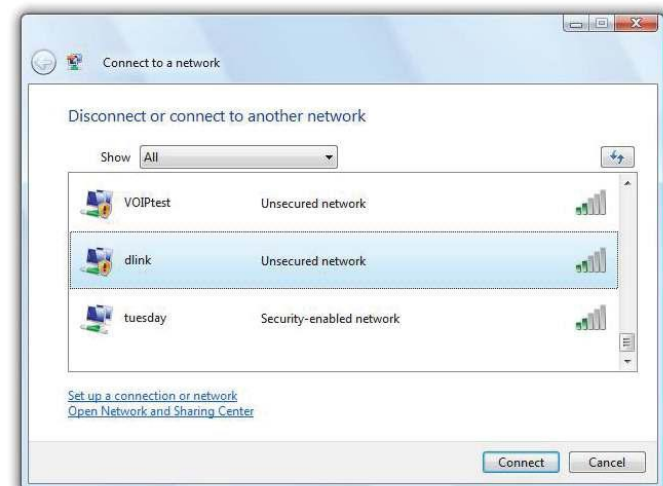 Connect to a network
Disconnect or connect to another network
Show All
VOIPtest Unsecured network
dlink Unsecured network
tuesday Security-enabled network
Set up a connection or network
Open Network and Sharing Center
Connect Cancel